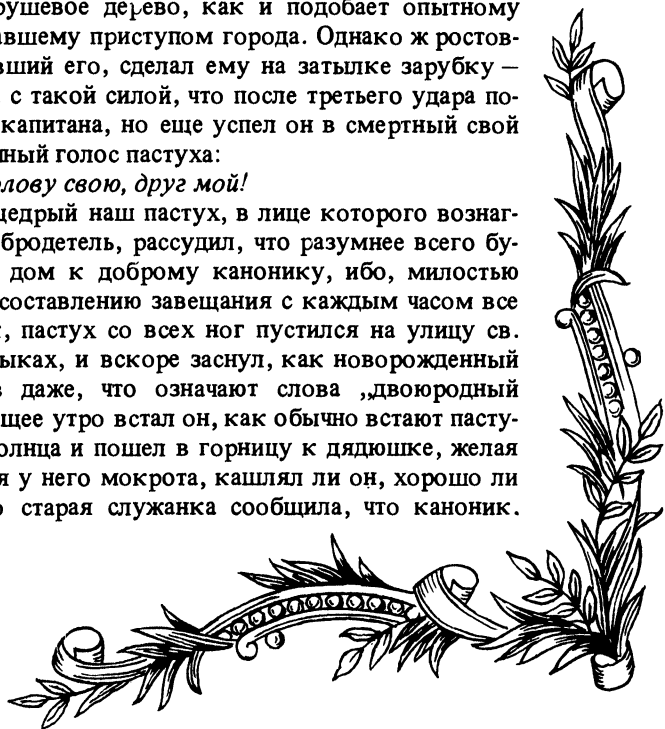 рушевое дерево, как и подобает опытному
авшему приступом города. Однако ж ростов-
вший его, сделал ему на затылке зарубку —
с такой силой, что после третьего удара по-
капитана, но еще успел он в смертный свой
ный голос пастуха:
лову свою, друг мой!
цедрый наш пастух, в лице которого вознаг-
бродетель, рассудил, что разумнее всего бу-
дом к доброму канонику, ибо, милостью
составлению завещания с каждым часом все
, пастух со всех ног пустился на улицу св.
ыках, и вскоре заснул, как новорожденный
в даже, что означают слова „двоюродный
ющее утро встал он, как обычно встают пасту-
олнца и пошел в горницу к дядюшке, желая
я у него мокрота, кашлял ли он, хорошо ли
о старая служанка сообщила, что каноник.